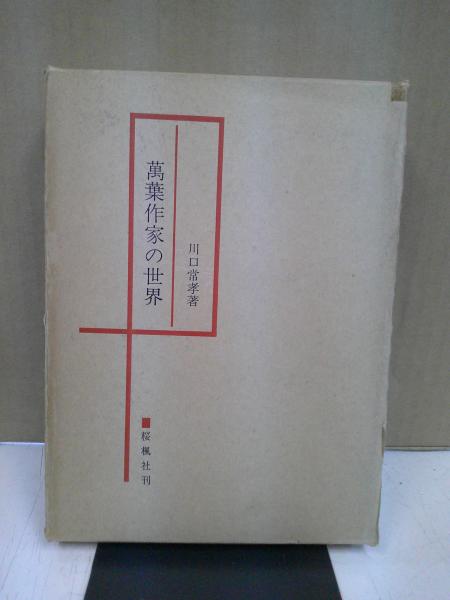 萬葉作家の世界
川口常孝著
桜楓社刊